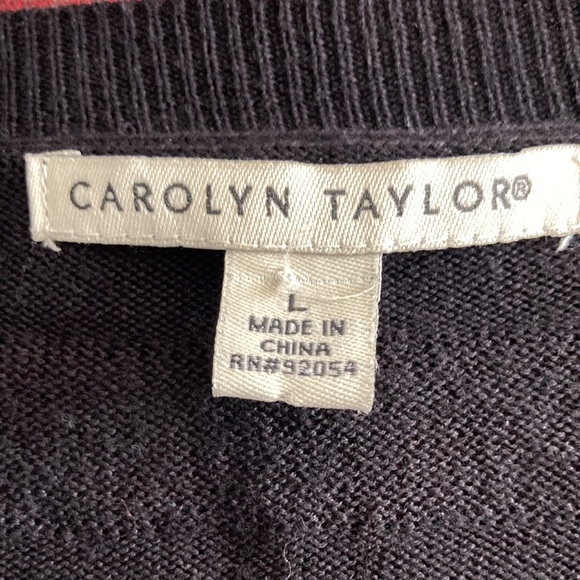 CAROLYN TAYLOR®
L
MADE IN
CHINA
RN#92054